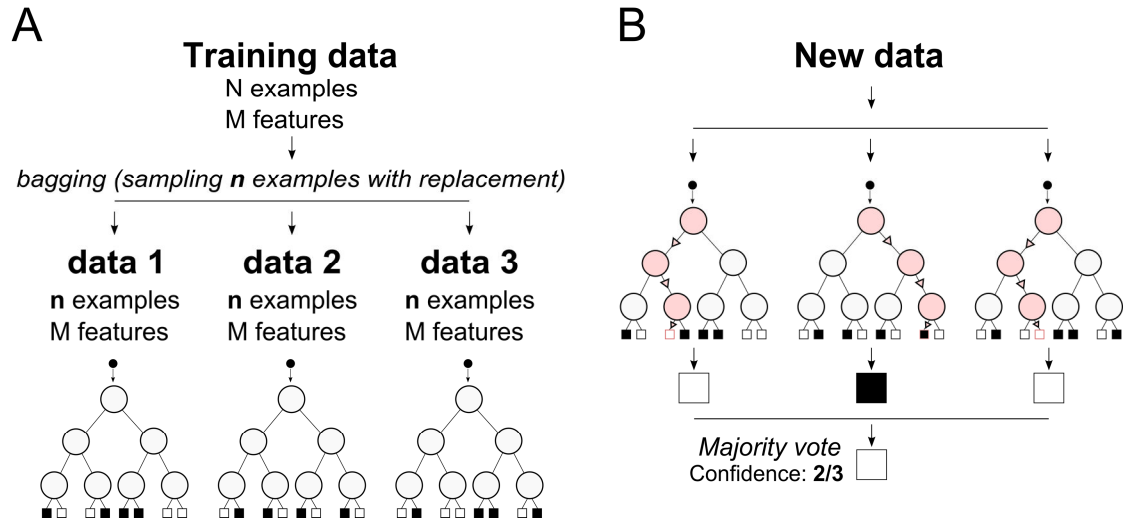 A
Training data
N examples
M features
bagging (sampling n examples with replacement)
data 1
data 2
data 3
n examples
n examples
n examples
M features
M features
M features
B
New data
Majority vote
Confidence: 2/3